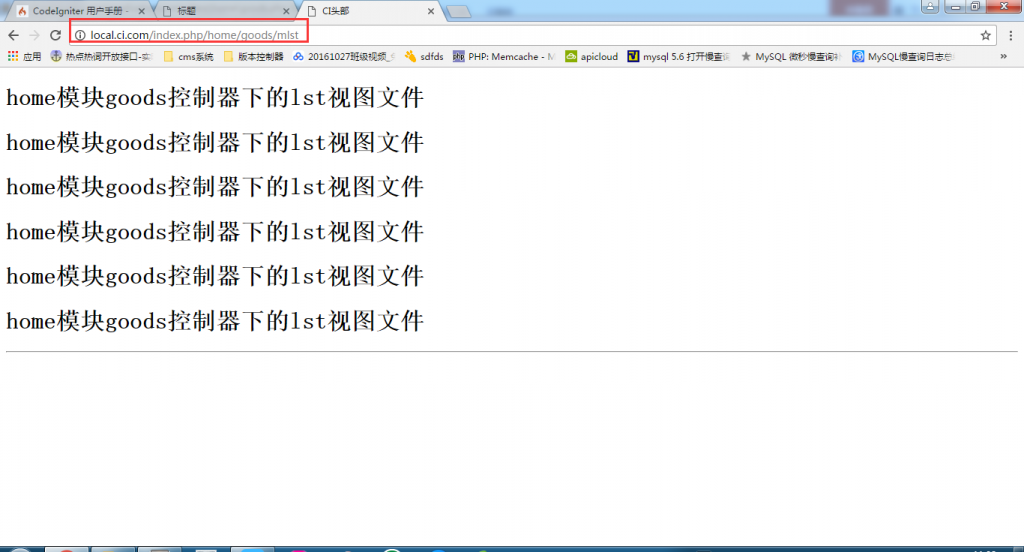 CodeIgniter 用户手册 -
标题
CI头部
local.ci.com/index.php/home/goods/mlst
应用 热点热词开放接口-实 cms系统 版本控制器 20161027班级视频_ sdfds PHP: Memcache - M apicloud mysql 5.6 打开慢查询 MySQL 微秒慢查询补 MySQL慢查询日志总 »
home模块goods控制器下的lst视图文件
home模块goods控制器下的lst视图文件
home模块goods控制器下的lst视图文件
home模块goods控制器下的lst视图文件
home模块goods控制器下的lst视图文件
home模块goods控制器下的lst视图文件